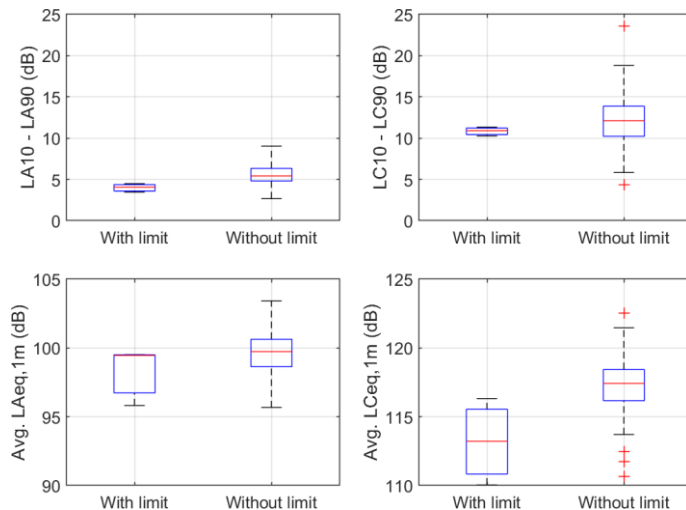 25
20
15
10
5
0
LA10 - LA90 (dB)
With limit
Without limit
25
20
15
10
5
0
LC10 - LC90 (dB)
With limit
Without limit
105
100
95
90
Avg. LAeq,1m (dB)
With limit
Without limit
125
120
115
110
Avg. LCeq,1m (dB)
With limit
Without limit